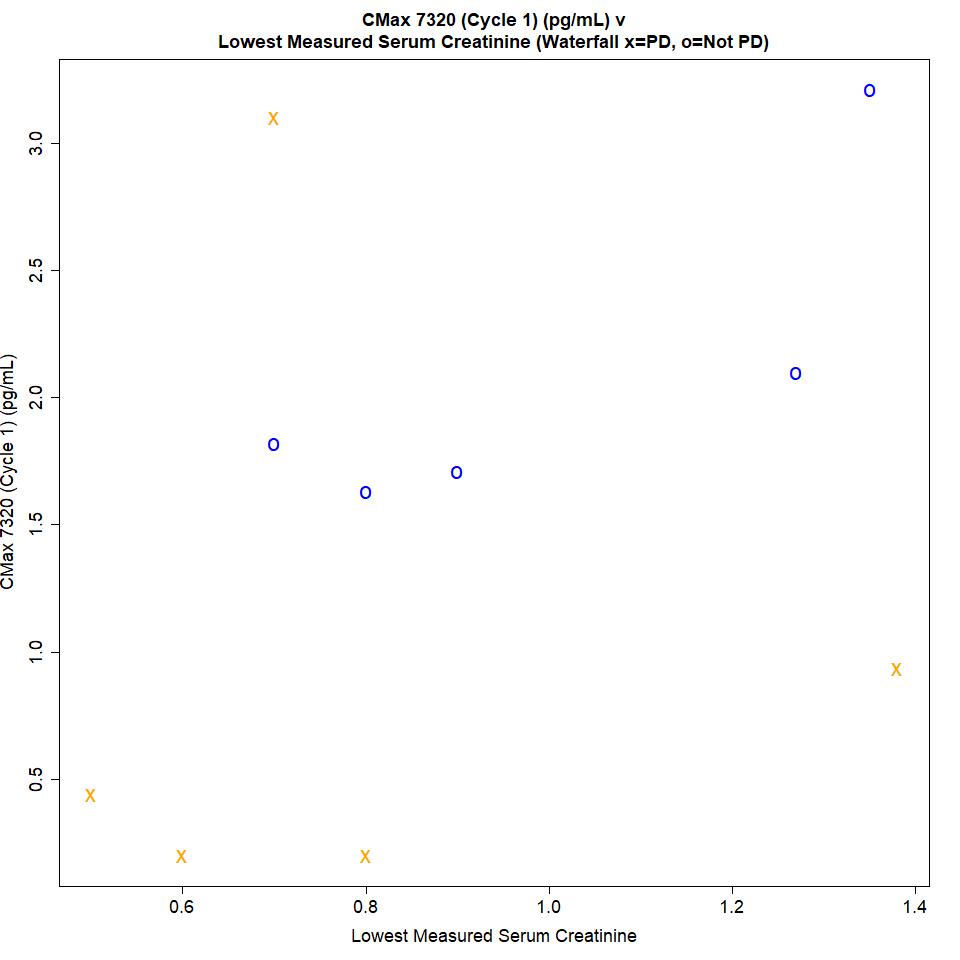 CMax 7320 (Cycle 1) (pg/mL) v
Lowest Measured Serum Creatinine (Waterfall x=PD, o=Not PD)
CMax 7320 (Cycle 1) (pg/mL)
3.0
2.5
2.0
1.5
1.0
0.5
x
o
o
o
o
o
x
x
x
x
0.6 0.8 1.0 1.2 1.4
Lowest Measured Serum Creatinine